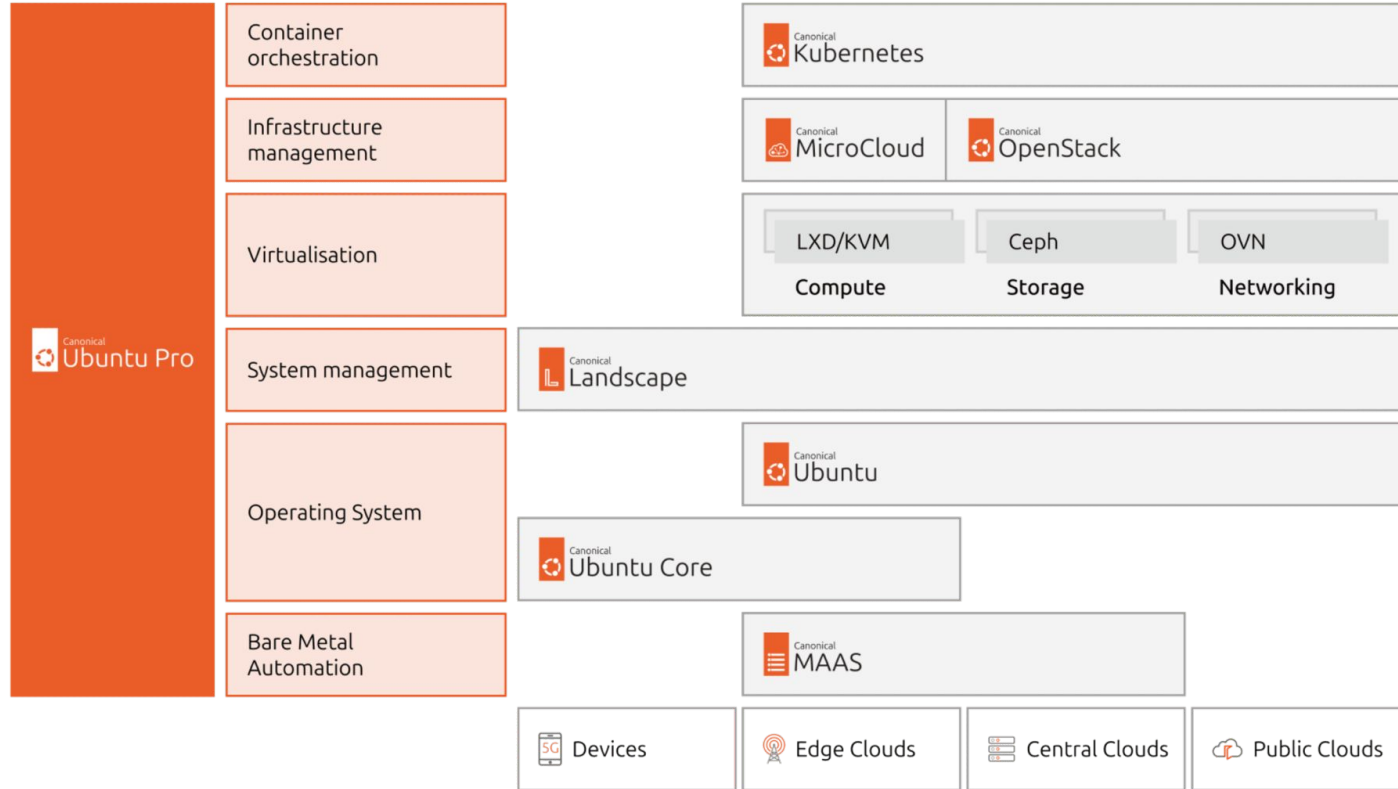 Canonical
Ubuntu Pro
Container
orchestration
Canonical
Kubernetes
Infrastructure
management
Canonical
MicroCloud
Canonical
OpenStack
Virtualisation
LXD/KVM
Compute
Ceph
Storage
OVN
Networking
System management
Canonical
Landscape
Operating System
Canonical
Ubuntu
Canonical
Ubuntu Core
Bare Metal
Automation
Canonical
MAAS
5G
Devices
Edge Clouds
Central Clouds
Public Clouds